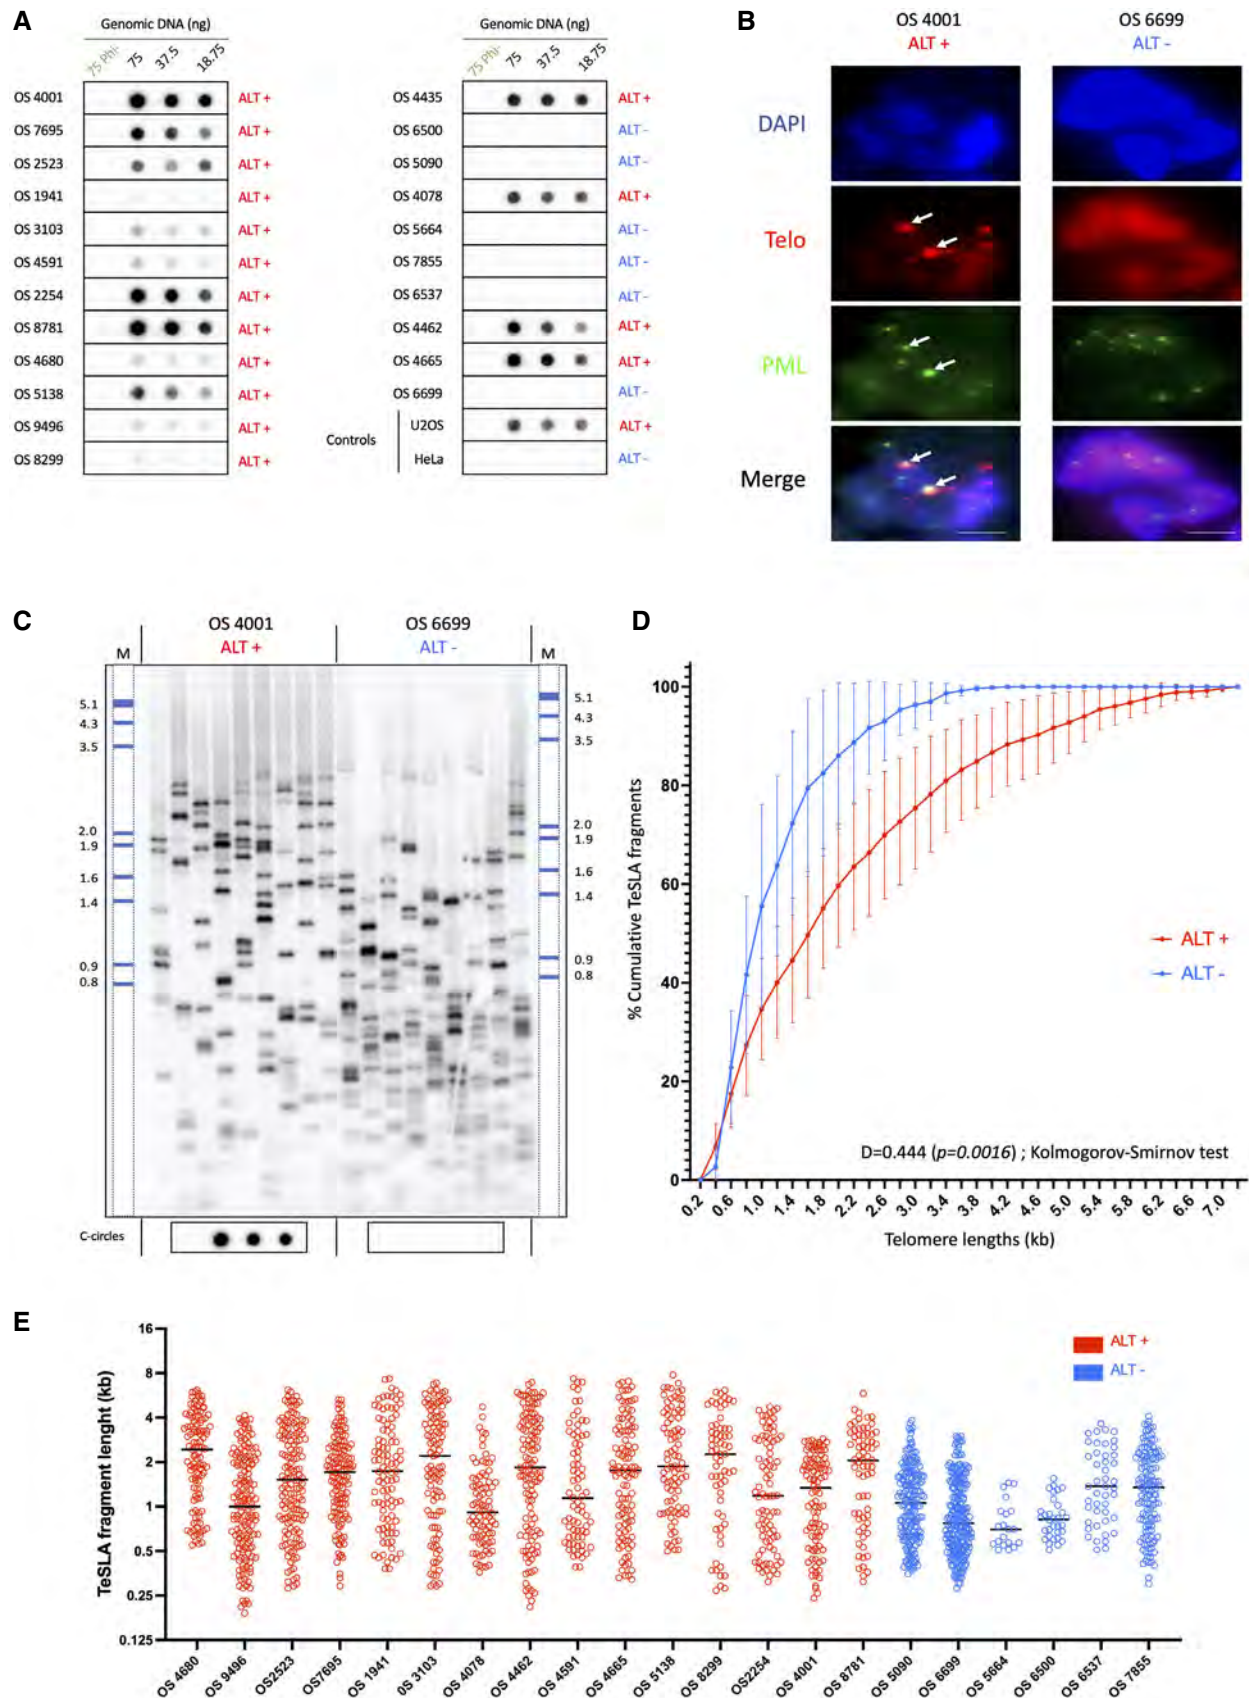 A
Genomic DNA (ng)
75 Phi-
75
37.5
18.75
OS 4001 ALT +
OS 7695 ALT +
OS 2523 ALT +
OS 1941 ALT +
OS 3103 ALT +
OS 4591 ALT +
OS 2254 ALT +
OS 8781 ALT +
OS 4680 ALT +
OS 5138 ALT +
OS 9496 ALT +
OS 8299 ALT +
Genomic DNA (ng)
75 Phi-
75
37.5
18.75
OS 4435 ALT +
OS 6500 ALT -
OS 5090 ALT -
OS 4078 ALT +
OS 5664 ALT -
OS 7855 ALT -
OS 6537 ALT -
OS 4462 ALT +
OS 4665 ALT +
OS 6699 ALT -
Controls
U2OS ALT +
HeLa ALT -
B
OS 4001
ALT +
OS 6699
ALT -
DAPI
Telo
PML
Merge
C
OS 4001
ALT +
OS 6699
ALT -
M
M
5.1
4.3
3.5
2.0
1.9
1.6
1.4
0.9
0.8
5.1
4.3
3.5
2.0
1.9
1.6
1.4
0.9
0.8
C-circles
D
% Cumulative TeSLA fragments
100
80
60
40
20
0
ALT +
ALT -
D=0.444 (p=0.0016) ; Kolmogorov-Smirnov test
0.2 0.6 1.0 1.4 1.8 2.2 2.6 3.0 3.4 3.8 4.2 4.6 5.0 5.4 5.8 6.2 6.6 7.0
Telomere lengths (kb)
E
TeSLA fragment lenght (kb)
16
8
4
2
1
0.5
0.25
0.125
ALT +
ALT -
OS 4680 OS 9496 OS2523 OS7695 OS 1941 0S 3103 OS 4078 OS 4462 OS 4591 OS 4665 OS 5138 OS 8299 OS2254 OS 4001 OS 8781 OS 5090 OS 6699 OS 5664 OS 6500 OS 6537 OS 7855